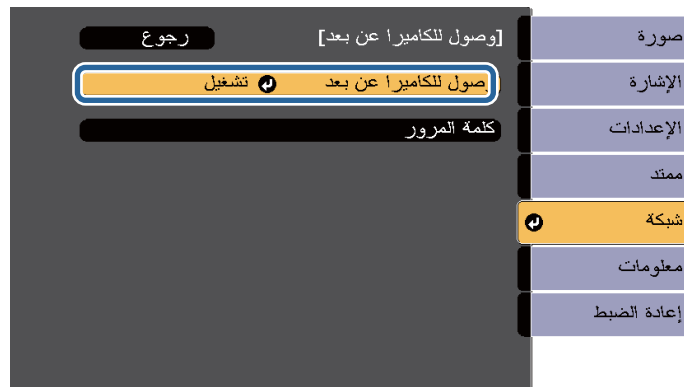 صورة
الإشارة
الإعدادات
ممتد
شبكة
معلومات
إعادة الضبط
[وصول للكاميرا عن بعد] رجوع
وصول للكاميرا عن بعد تشغيل
كلمة المرور